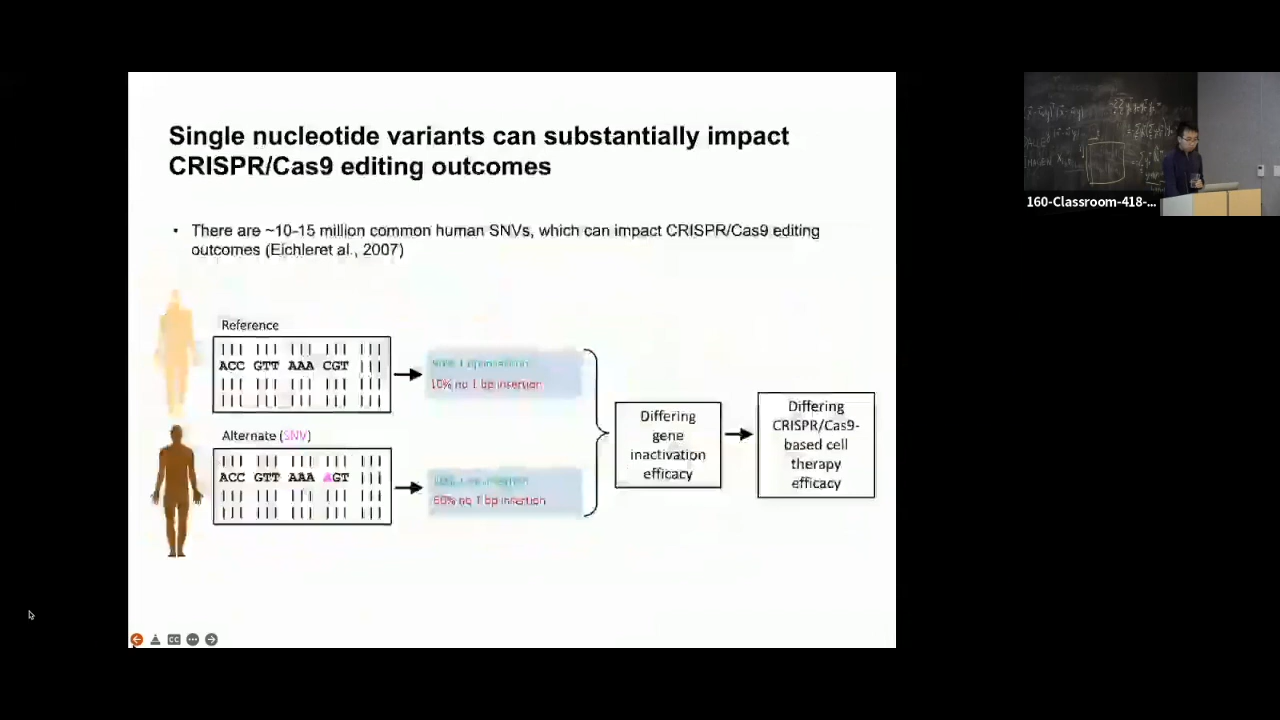 Single nucleotide variants can substantially impact
CRISPR/Cas9 editing outcomes
• There are ~10-15 million common human SNVs, which can impact CRISPR/Cas9 editing
outcomes (Eichleret al., 2007)
Reference
ACC GTT AAA CGT
10% no 1 bp insertion
Alternate (SNV)
ACC GTT AAA AGT
60% no 1 bp insertion
Differing
gene
inactivation
efficacy
Differing
CRISPR/Cas9-
based cell
therapy
efficacy
160-Classroom-418-...
CC